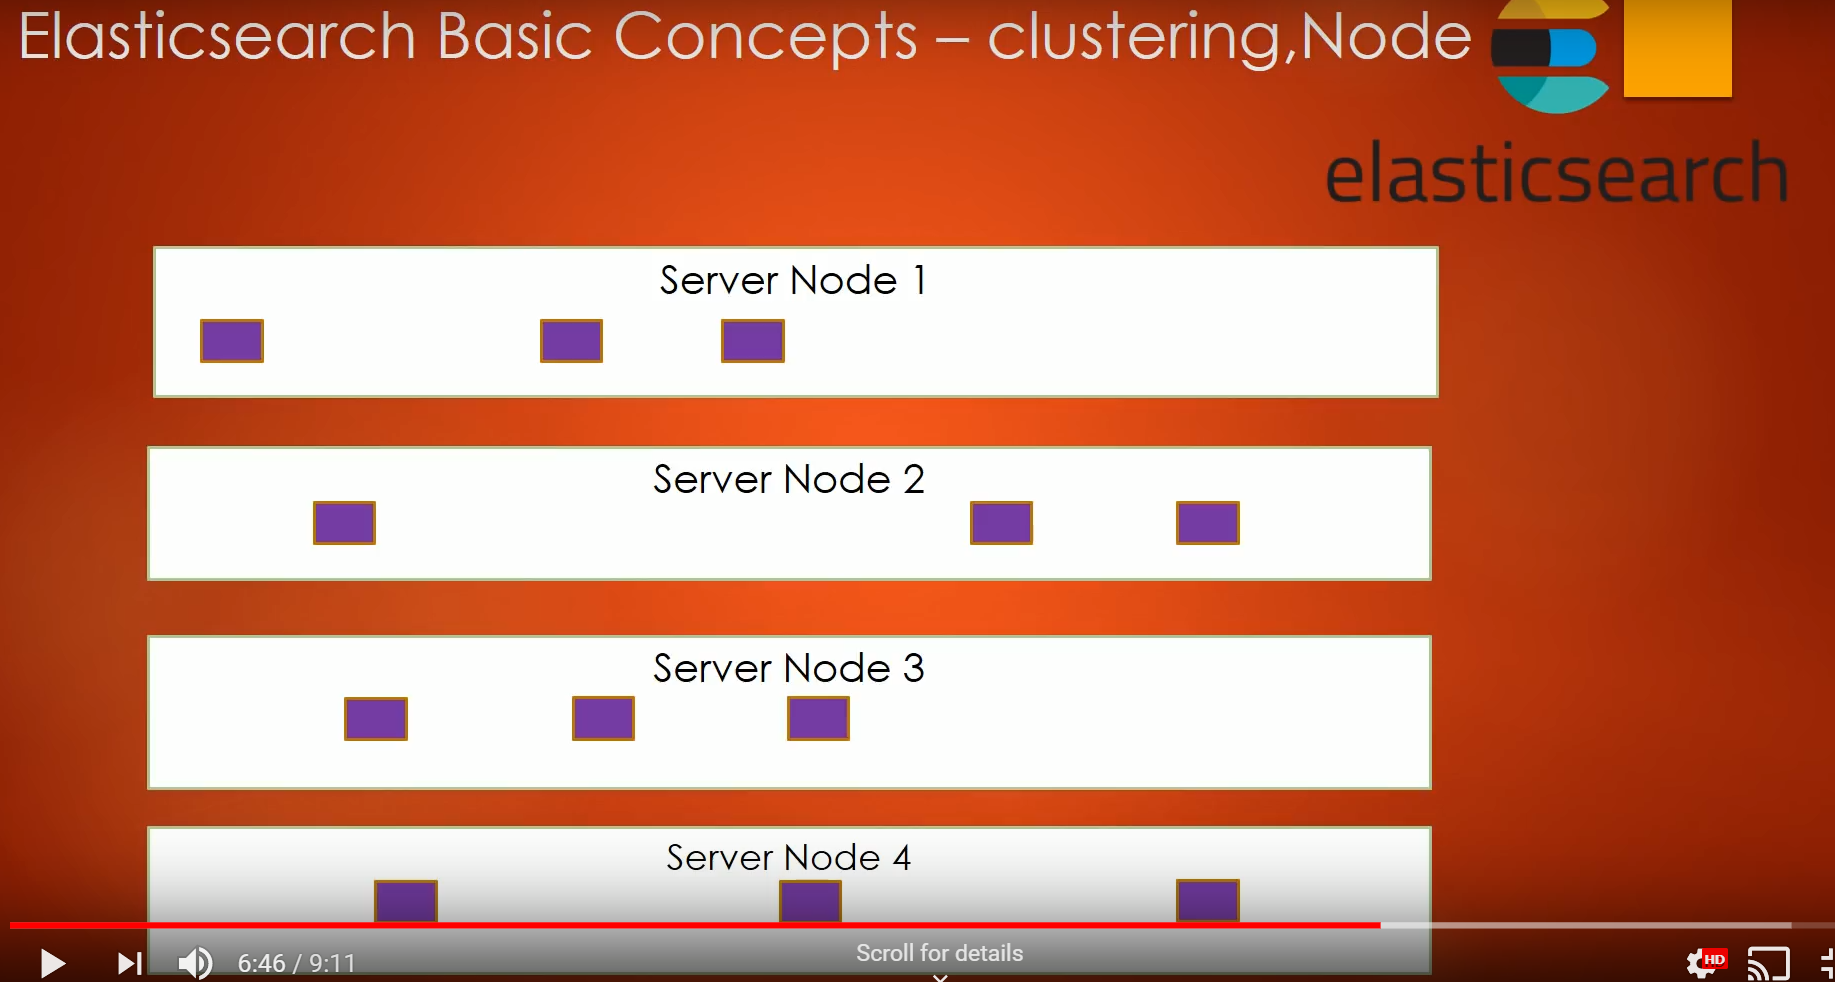 Elasticsearch Basic Concepts – clustering,Node
elasticsearch
Server Node 1
Server Node 2
Server Node 3
Server Node 4
6:46 / 9:11
Scroll for details
HD